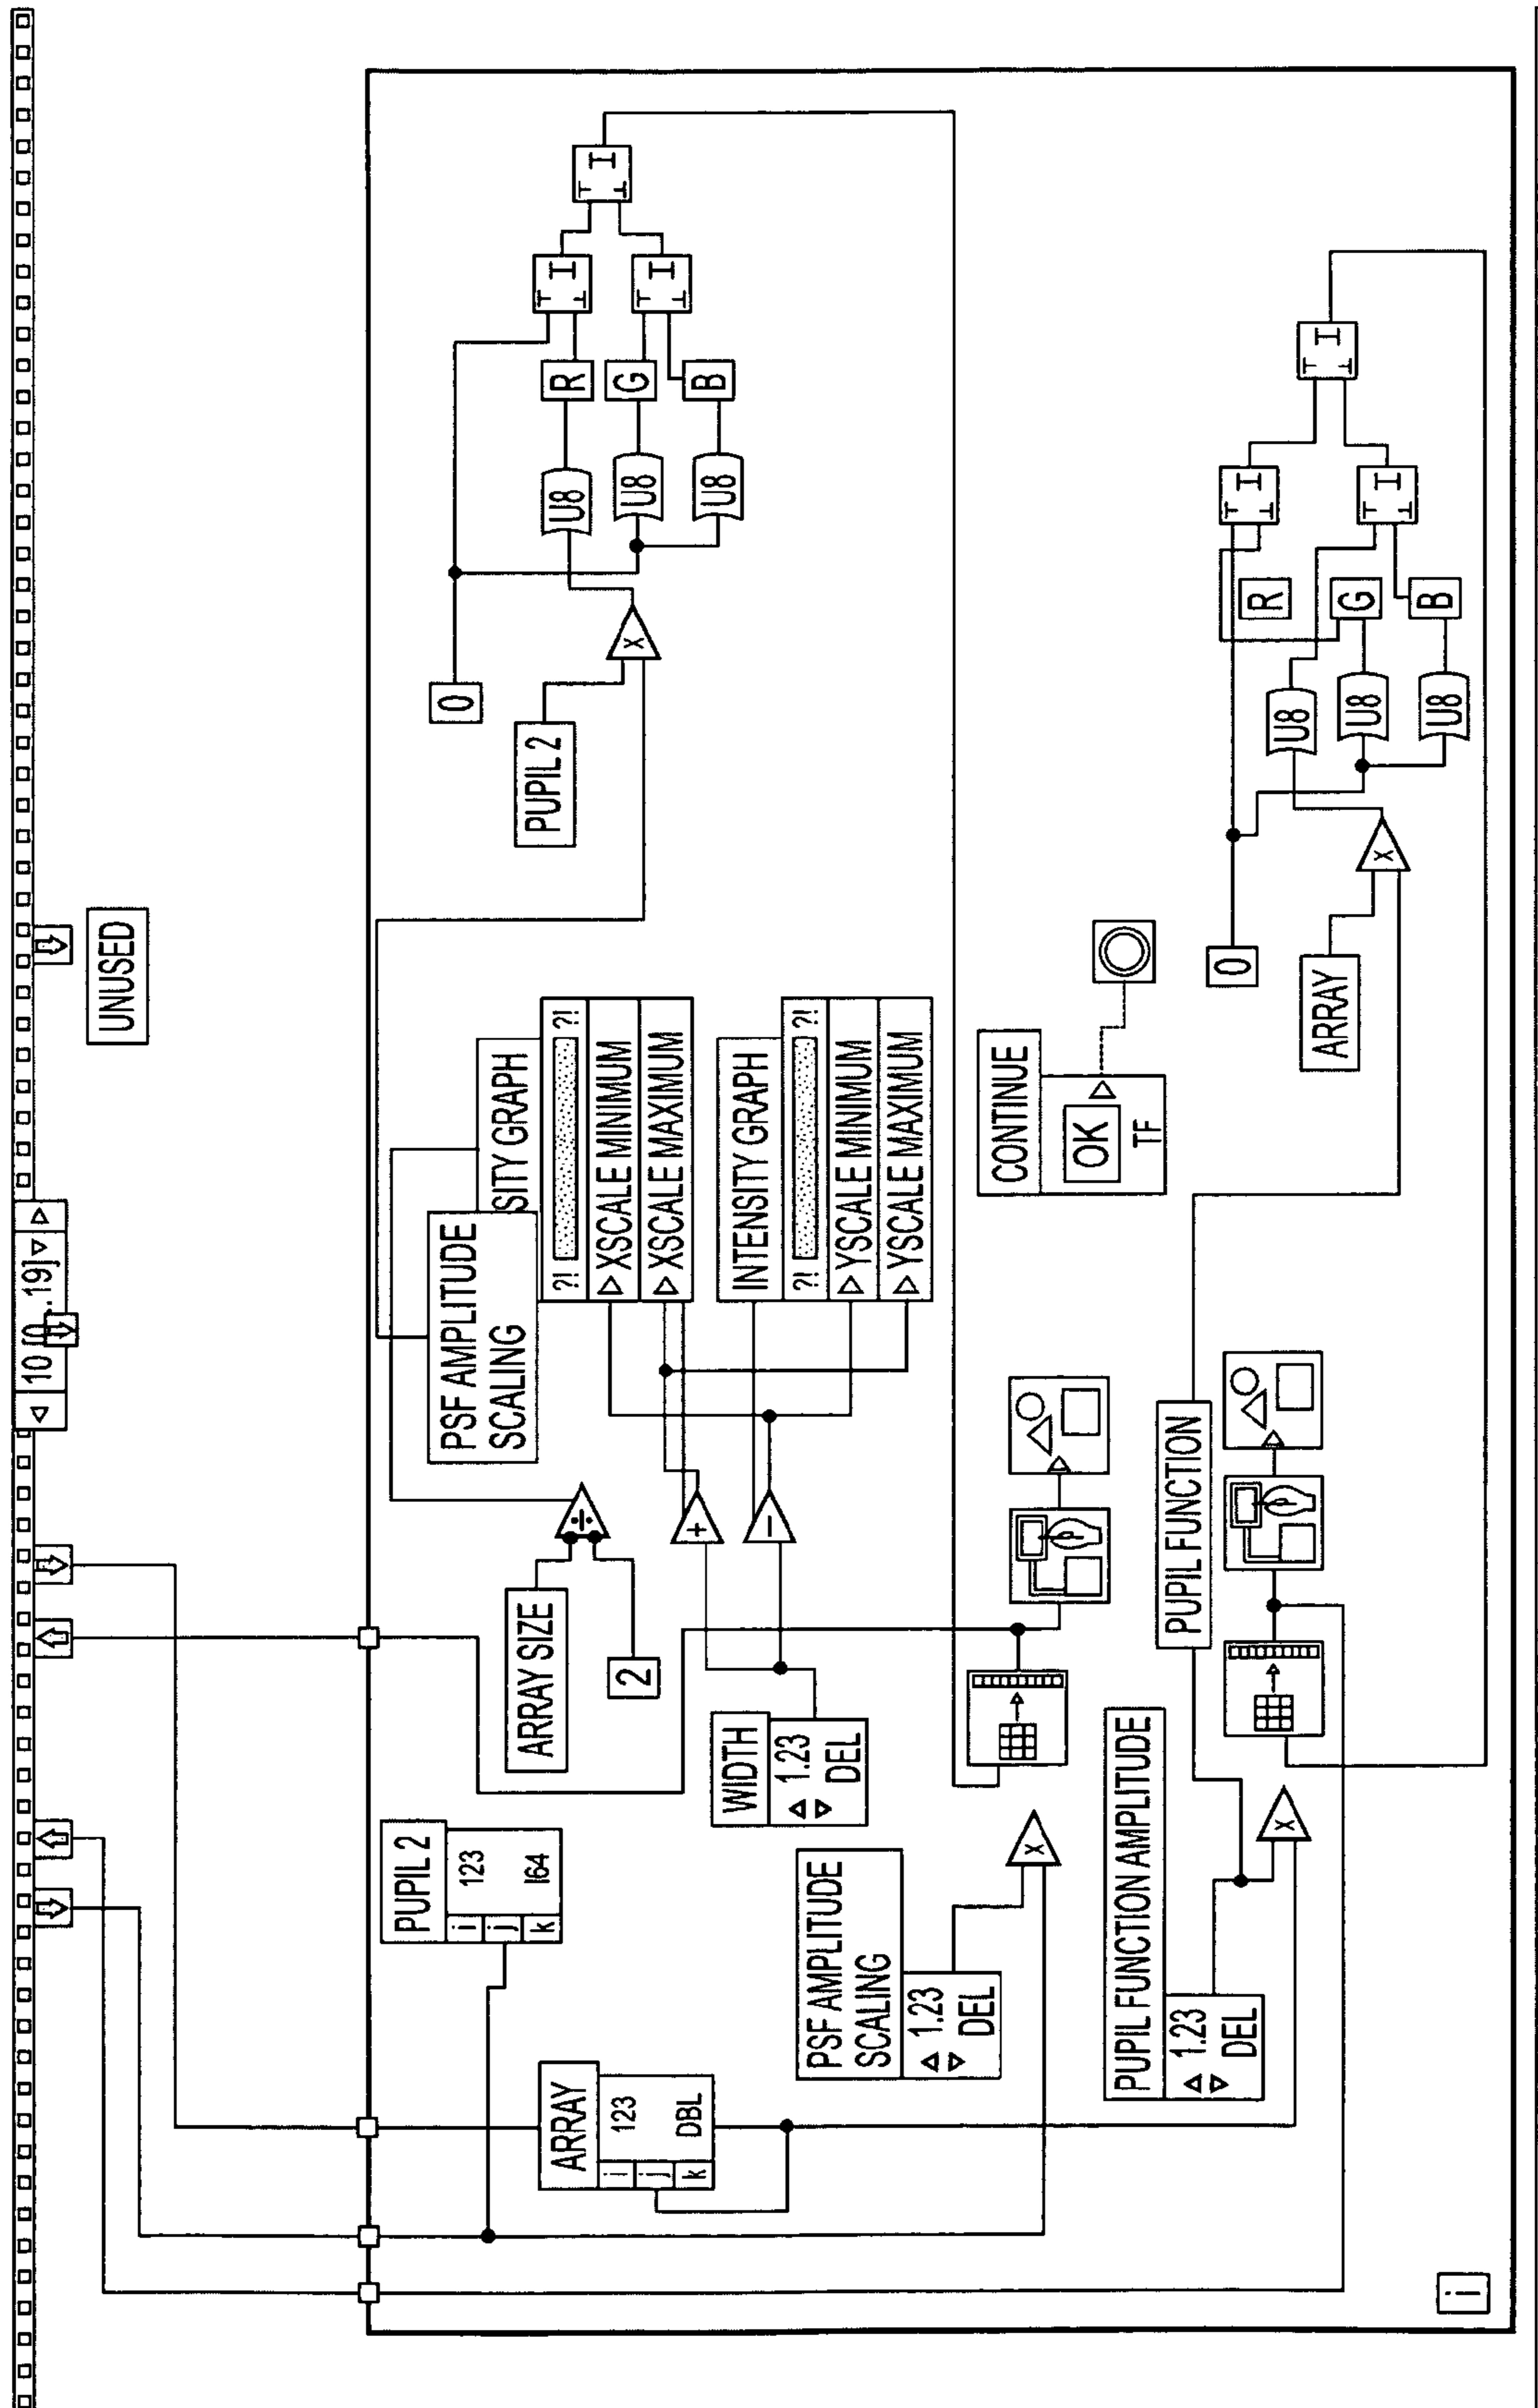 10 [0..19]
UNUSED
PUPIL 2
i
j
k
123
I64
ARRAY
i
j
k
123
DBL
ARRAY SIZE
2
÷
WIDTH
1.23
DEL
+
-
PSF AMPLITUDE
SCALING
SITY GRAPH
?!
?!
XSCALE MINIMUM
XSCALE MAXIMUM
INTENSITY GRAPH
?!
?!
YSCALE MINIMUM
YSCALE MAXIMUM
0
PUPIL 2
X
U8
U8
U8
R
G
B
PSF AMPLITUDE
SCALING
1.23
DEL
X
CONTINUE
OK
TF
PUPIL FUNCTION AMPLITUDE
1.23
DEL
X
PUPIL FUNCTION
0
ARRAY
X
U8
U8
U8
R
G
B
i